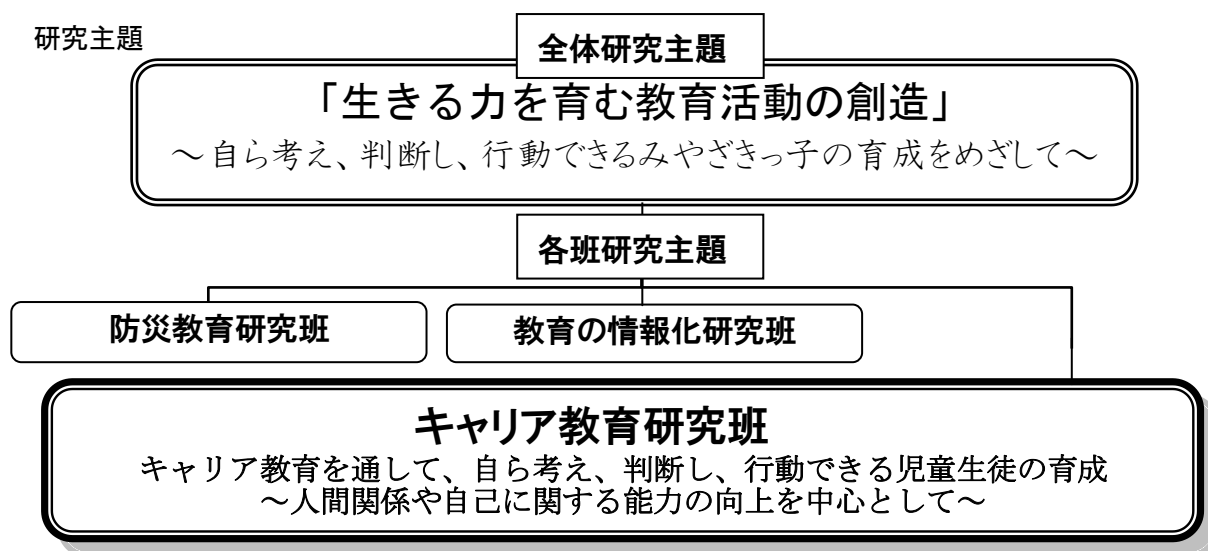 研究主題
全体研究主題
「生きる力を育む教育活動の創造」
～自ら考え、判断し、行動できるみやざきっ子の育成をめざして～
各班研究主題
防災教育研究班
教育の情報化研究班
キャリア教育研究班
キャリア教育を通して、自ら考え、判断し、行動できる児童生徒の育成
～人間関係や自己に関する能力の向上を中心として～